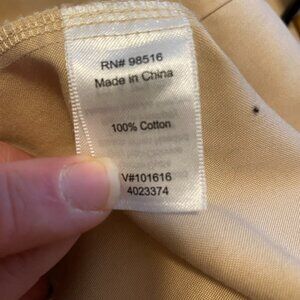 RN# 98516
Made in China
100% Cotton
V#101616
4023374